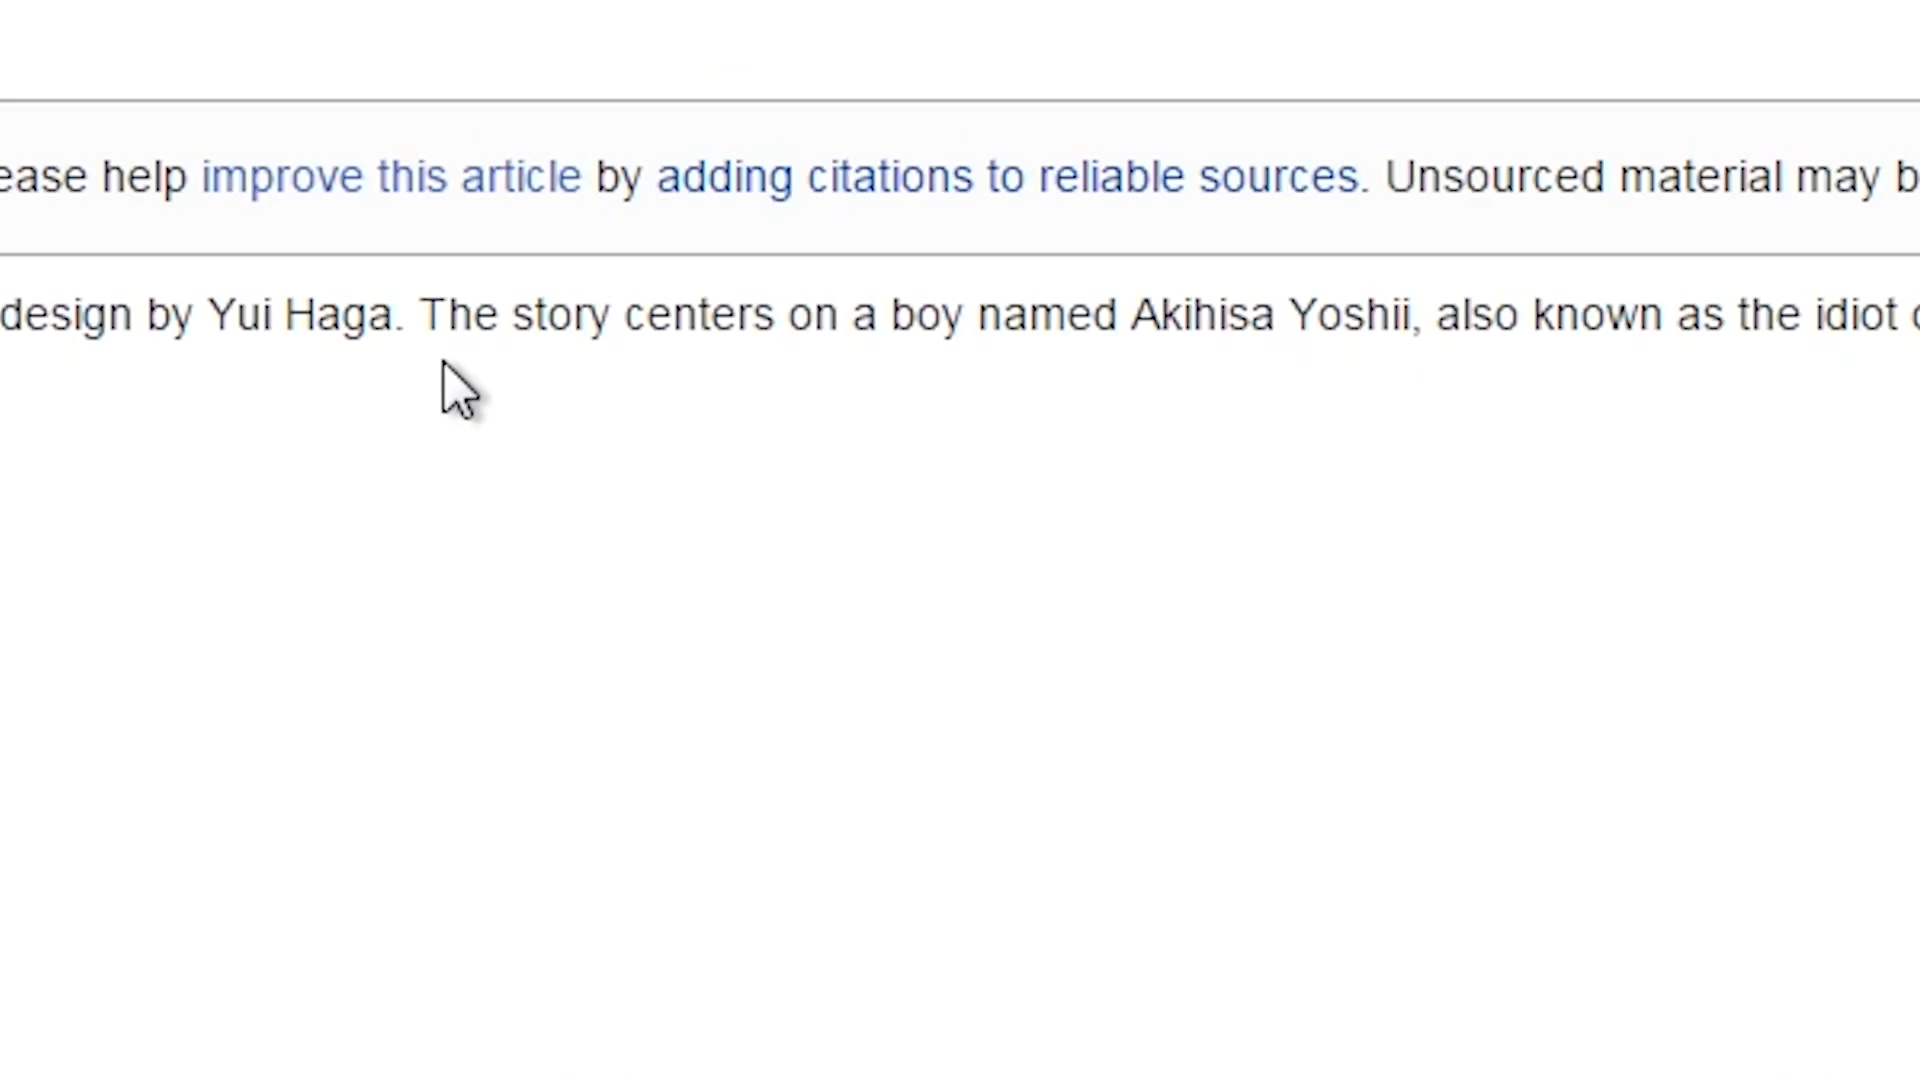 help improve this article by adding citations to reliable sources. Unsourced material may
design by Yui Haga. The story centers on a boy named Akihisa Yoshii, also known as the idiot